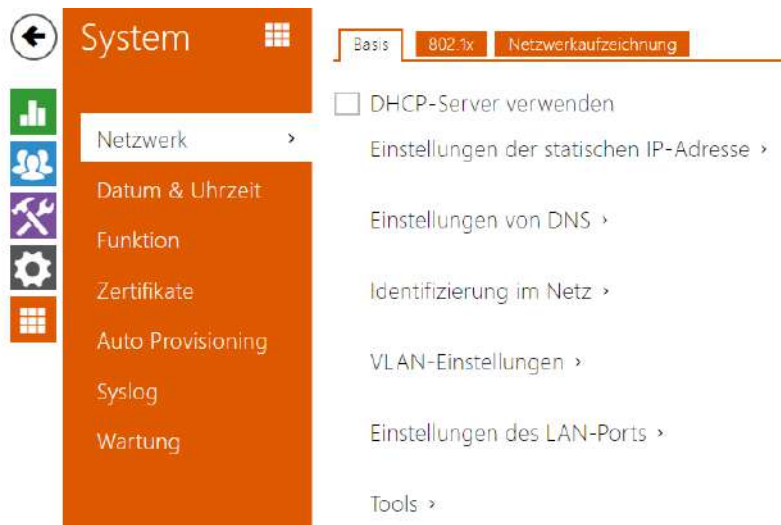 System
Netzwerk
Datum & Uhrzeit
Funktion
Zertifikate
Auto Provisioning
Syslog
Wartung
Basis 802.1x Netzwerkaufzeichnung
DHCP-Server verwenden
Einstellungen der statischen IP-Adresse ›
Einstellungen von DNS ›
Identifizierung im Netz ›
VLAN-Einstellungen ›
Einstellungen des LAN-Ports ›
Tools ›